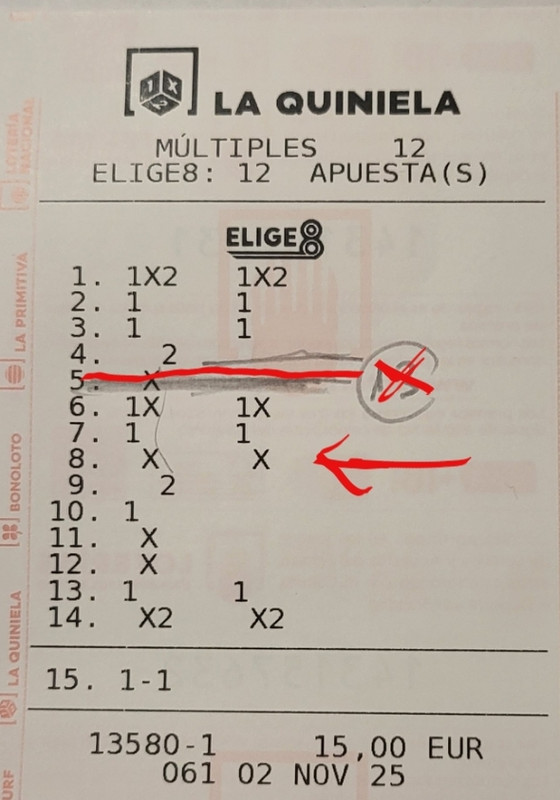 LA QUINIELA
MÚLTIPLES 12
ELIGE8: 12 APUESTA(S)
ELIGE8
1. 1X2 1X2
2. 1 1
3. 1 1
4. 2
5. X
6. 1X 1X
7. 1 1
8. X X
9. 2
10. 1
11. X
12. X
13. 1 1
14. X2 X2
15. 1-1
13580-1 15,00 EUR
061 02 NOV 25
LOTERÍA NACIONAL
LA PRIMITIVA
BONOLOTO
LA QUINIELA